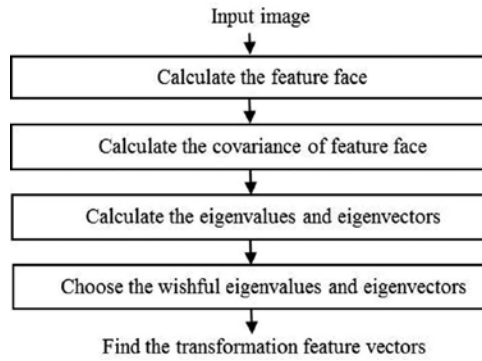 Input image
Calculate the feature face
Calculate the covariance of feature face
Calculate the eigenvalues and eigenvectors
Choose the wishful eigenvalues and eigenvectors
Find the transformation feature vectors